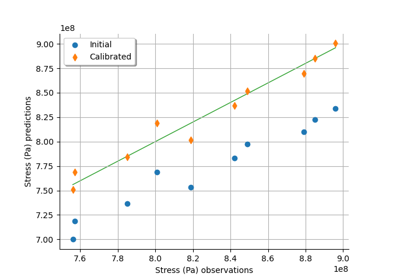 1e8
9.00
8.75
8.50
8.25
8.00
7.75
7.50
7.25
7.00
Stress (Pa) predictions
Initial
Calibrated
7.6 7.8 8.0 8.2 8.4 8.6 8.8 9.0
1e8
Stress (Pa) observations